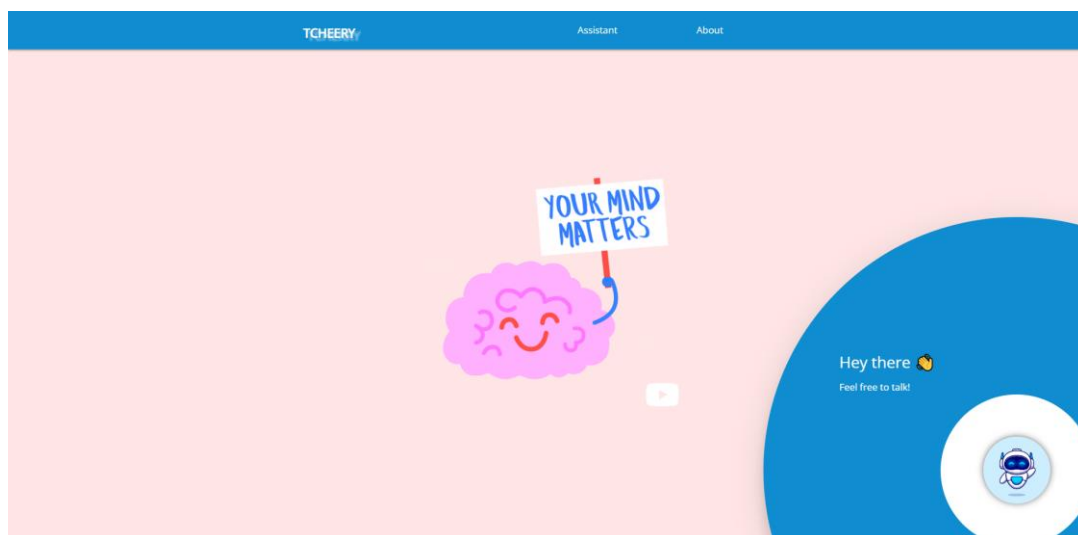 TCHEERY
Assistant
About
YOUR MIND
MATTERS
Hey there 👋
Feel free to talk!